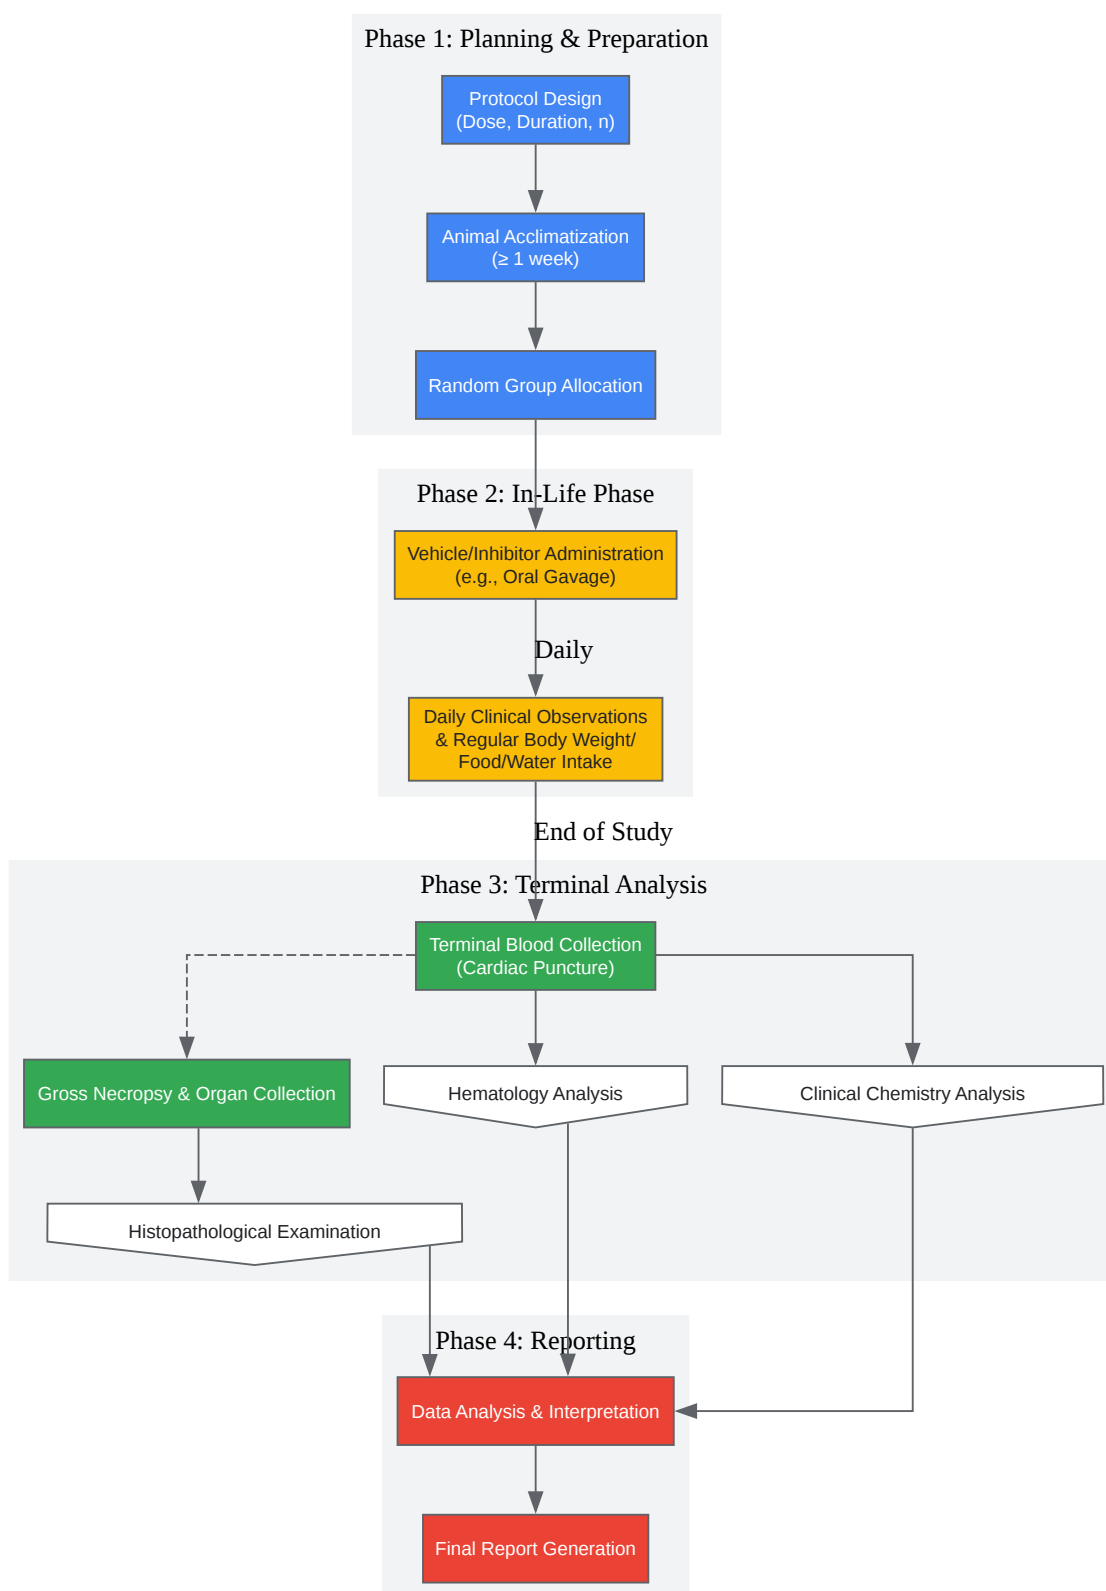 Phase 1: Planning & Preparation
Protocol Design
(Dose, Duration, n)
Animal Acclimatization
(≥ 1 week)
Random Group Allocation
Phase 2: In-Life Phase
Vehicle/Inhibitor Administration
(e.g., Oral Gavage)
Daily
Daily Clinical Observations
& Regular Body Weight/
Food/Water Intake
End of Study
Phase 3: Terminal Analysis
Terminal Blood Collection
(Cardiac Puncture)
Gross Necropsy & Organ Collection
Hematology Analysis
Clinical Chemistry Analysis
Histopathological Examination
Phase 4: Reporting
Data Analysis & Interpretation
Final Report Generation